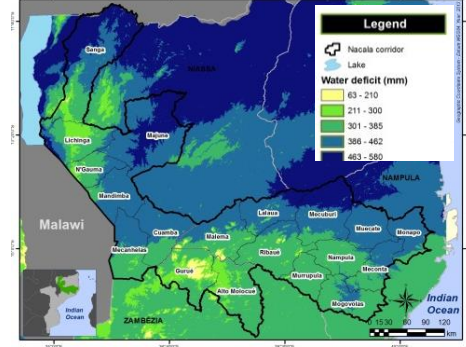 Legend
Nacala corridor
Lake
Water deficit (mm)
63 - 210
211 - 300
301 - 385
386 - 462
463 - 580
Sanga
Majune
Lichinga
N'Gauma
Mandimba
NAMPULA
Malawi
Lalaua
Mecuburi
Muecate
Monapo
Cuamba
Malema
Mecanhelas
Ribaué
Nampula
Meconta
Gurué
Murrupula
Alto Molocue
Mogovolas
ZAMBÉZIA
Indian
Ocean
Indian
Ocean
0 15 30 60 90 120
km